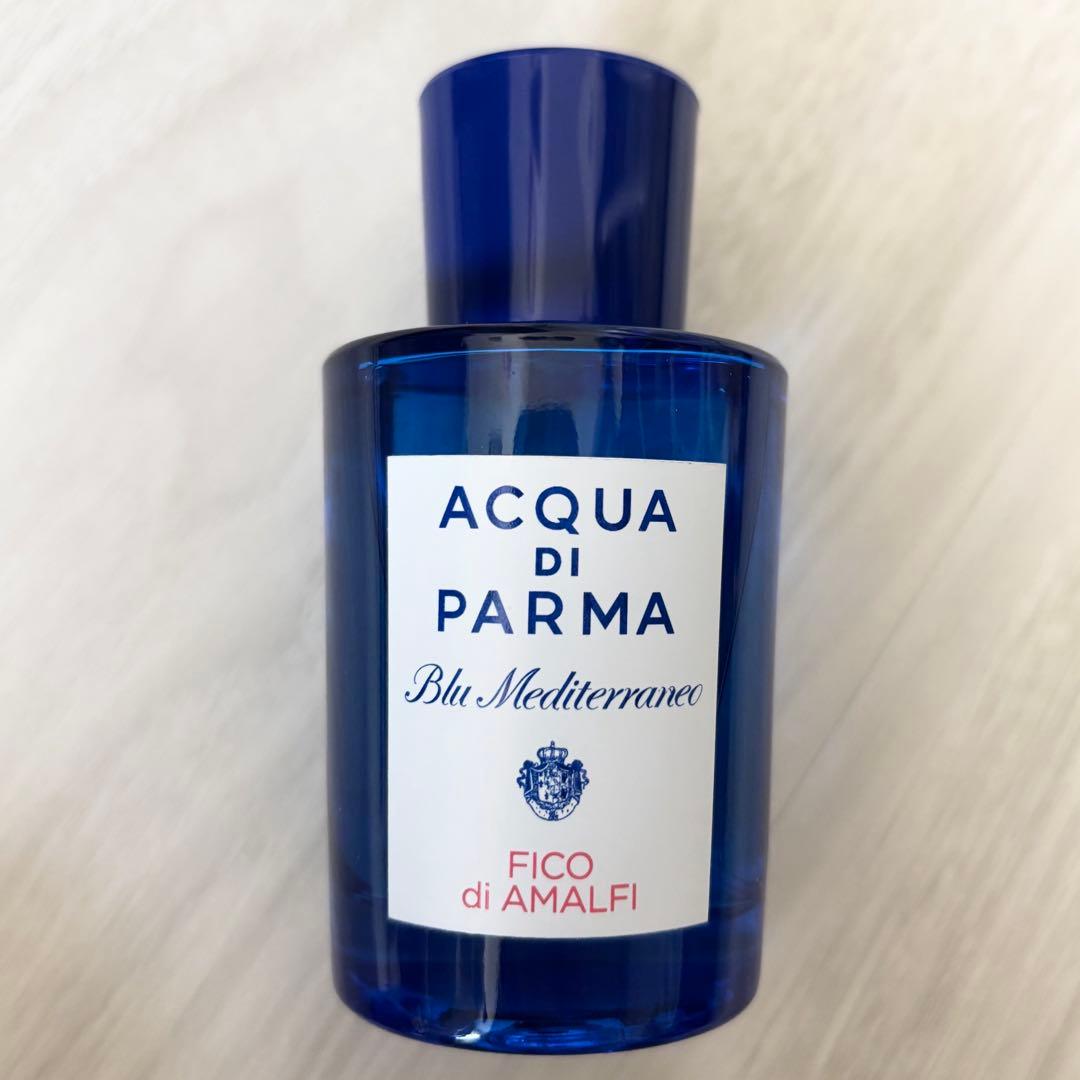 ACQUA
DI
PARMA
Blu Mediterraneo
FICO
di AMALFI